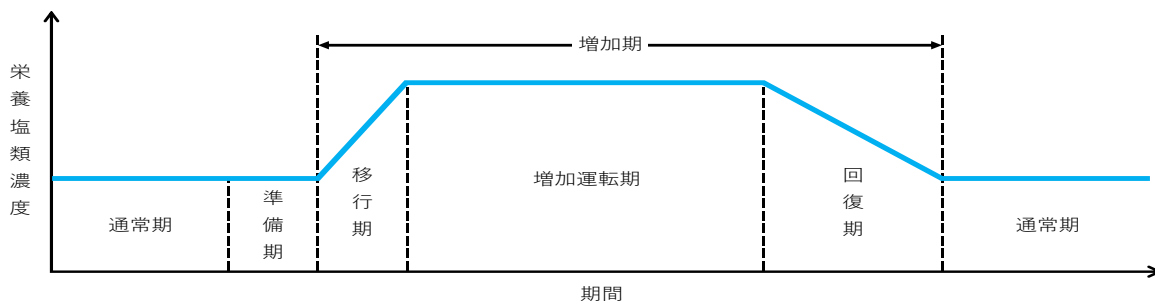 増加期
栄養塩類濃度
通常期
準備期
移行期
増加運転期
回復期
通常期
期間